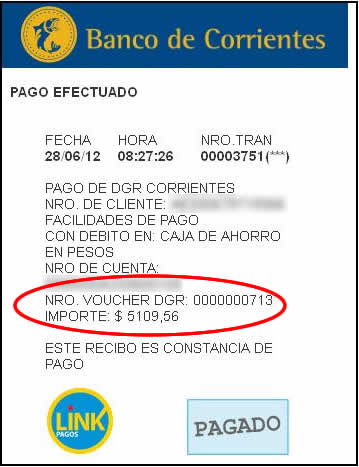 Banco de Corrientes
PAGO EFECTUADO
FECHA HORA NRO.TRAN
28/06/12 08:27:26 00003751(***)
PAGO DE DGR CORRIENTES
NRO. DE CLIENTE:
FACILIDADES DE PAGO
CON DEBITO EN: CAJA DE AHORRO
EN PESOS
NRO DE CUENTA:
NRO. VOUCHER DGR: 0000000713
IMPORTE: $ 5109,56
ESTE RECIBO ES CONSTANCIA DE
PAGO
LINK
PAGOS
PAGADO